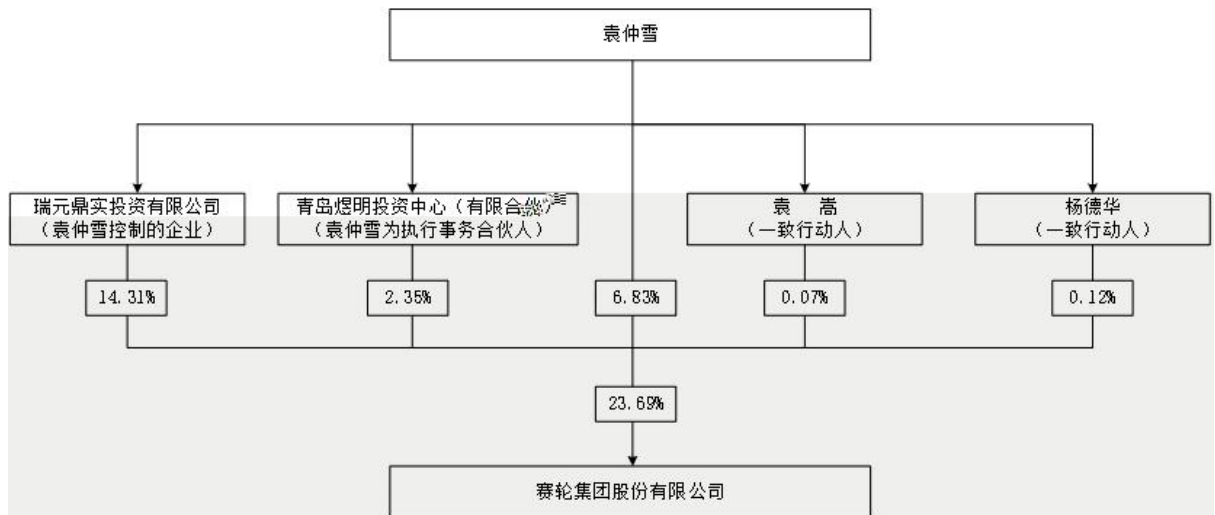 袁仲雪
瑞元鼎实投资有限公司
（袁仲雪控制的企业）
青岛煜明投资中心（有限合伙）
（袁仲雪为执行事务合伙人）
袁　嵩
（一致行动人）
杨德华
（一致行动人）
14.31%
2.35%
6.83%
0.07%
0.12%
23.69%
赛轮集团股份有限公司